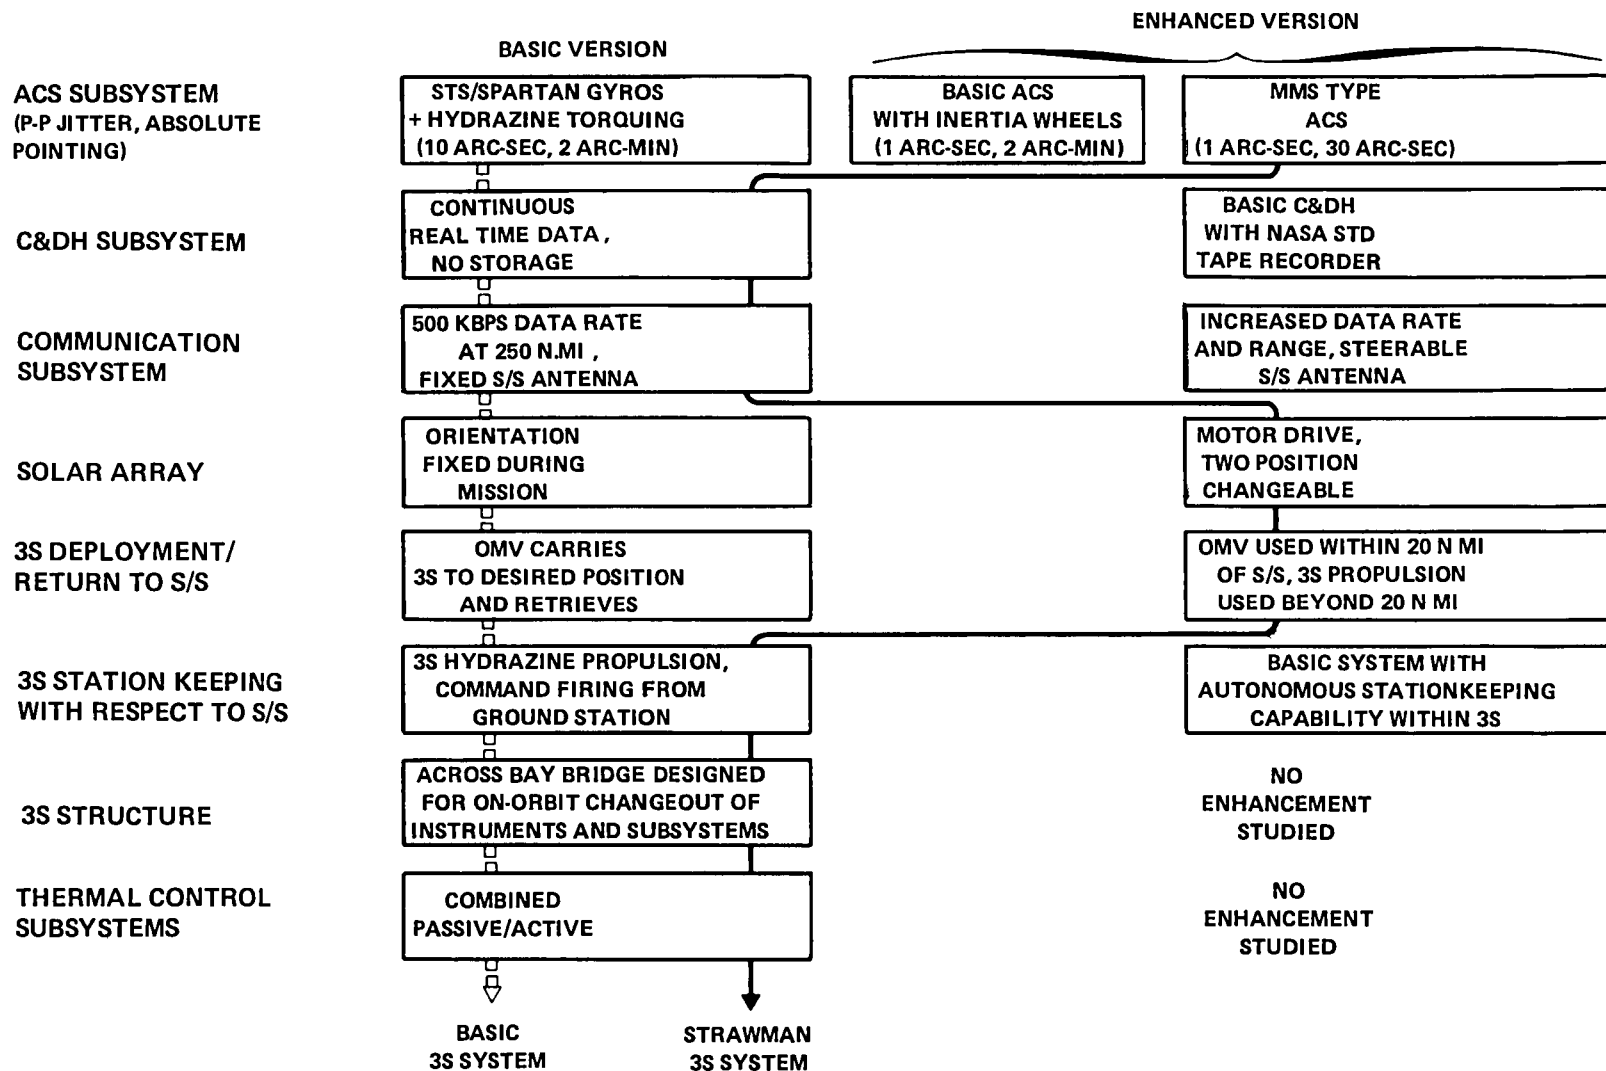 ENHANCED VERSION
BASIC VERSION
ACS SUBSYSTEM
(P-P JITTER, ABSOLUTE
POINTING)
STS/SPARTAN GYROS
+ HYDRAZINE TORQUING
(10 ARC-SEC, 2 ARC-MIN)
BASIC ACS
WITH INERTIA WHEELS
(1 ARC-SEC, 2 ARC-MIN)
MMS TYPE
ACS
(1 ARC-SEC, 30 ARC-SEC)
C&DH SUBSYSTEM
CONTINUOUS
REAL TIME DATA,
NO STORAGE
BASIC C&DH
WITH NASA STD
TAPE RECORDER
COMMUNICATION
SUBSYSTEM
500 KBPS DATA RATE
AT 250 N.MI,
FIXED S/S ANTENNA
INCREASED DATA RATE
AND RANGE, STEERABLE
S/S ANTENNA
SOLAR ARRAY
ORIENTATION
FIXED DURING
MISSION
MOTOR DRIVE,
TWO POSITION
CHANGEABLE
3S DEPLOYMENT/
RETURN TO S/S
OMV CARRIES
3S TO DESIRED POSITION
AND RETRIEVES
OMV USED WITHIN 20 N MI
OF S/S, 3S PROPULSION
USED BEYOND 20 N MI
3S STATION KEEPING
WITH RESPECT TO S/S
3S HYDRAZINE PROPULSION,
COMMAND FIRING FROM
GROUND STATION
BASIC SYSTEM WITH
AUTONOMOUS STATIONKEEPING
CAPABILITY WITHIN 3S
3S STRUCTURE
ACROSS BAY BRIDGE DESIGNED
FOR ON-ORBIT CHANGEOUT OF
INSTRUMENTS AND SUBSYSTEMS
NO
ENHANCEMENT
STUDIED
THERMAL CONTROL
SUBSYSTEMS
COMBINED
PASSIVE/ACTIVE
NO
ENHANCEMENT
STUDIED
BASIC
3S SYSTEM
STRAWMAN
3S SYSTEM